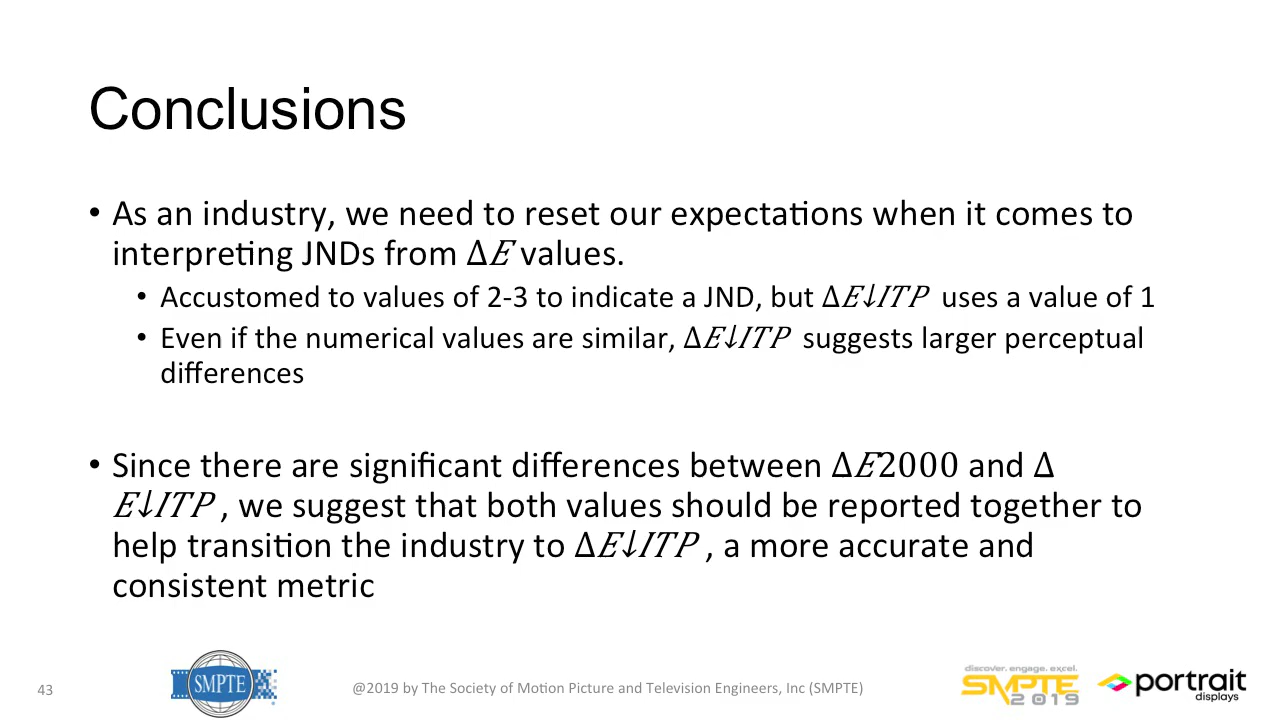 Conclusions
• As an industry, we need to reset our expectations when it comes to
interpreting JNDs from ∆𝐸 values.
• Accustomed to values of 2-3 to indicate a JND, but ∆𝐸↓𝐼𝑇𝑃 uses a value of 1
• Even if the numerical values are similar, ∆𝐸↓𝐼𝑇𝑃 suggests larger perceptual
differences
• Since there are significant differences between ∆𝐸2000 and ∆
𝐸↓𝐼𝑇𝑃 , we suggest that both values should be reported together to
help transition the industry to ∆𝐸↓𝐼𝑇𝑃 , a more accurate and
consistent metric
43
SMPTE
@2019 by The Society of Motion Picture and Television Engineers, Inc (SMPTE)
discover. engage. excel.
SMPTE
2019
portrait
displays